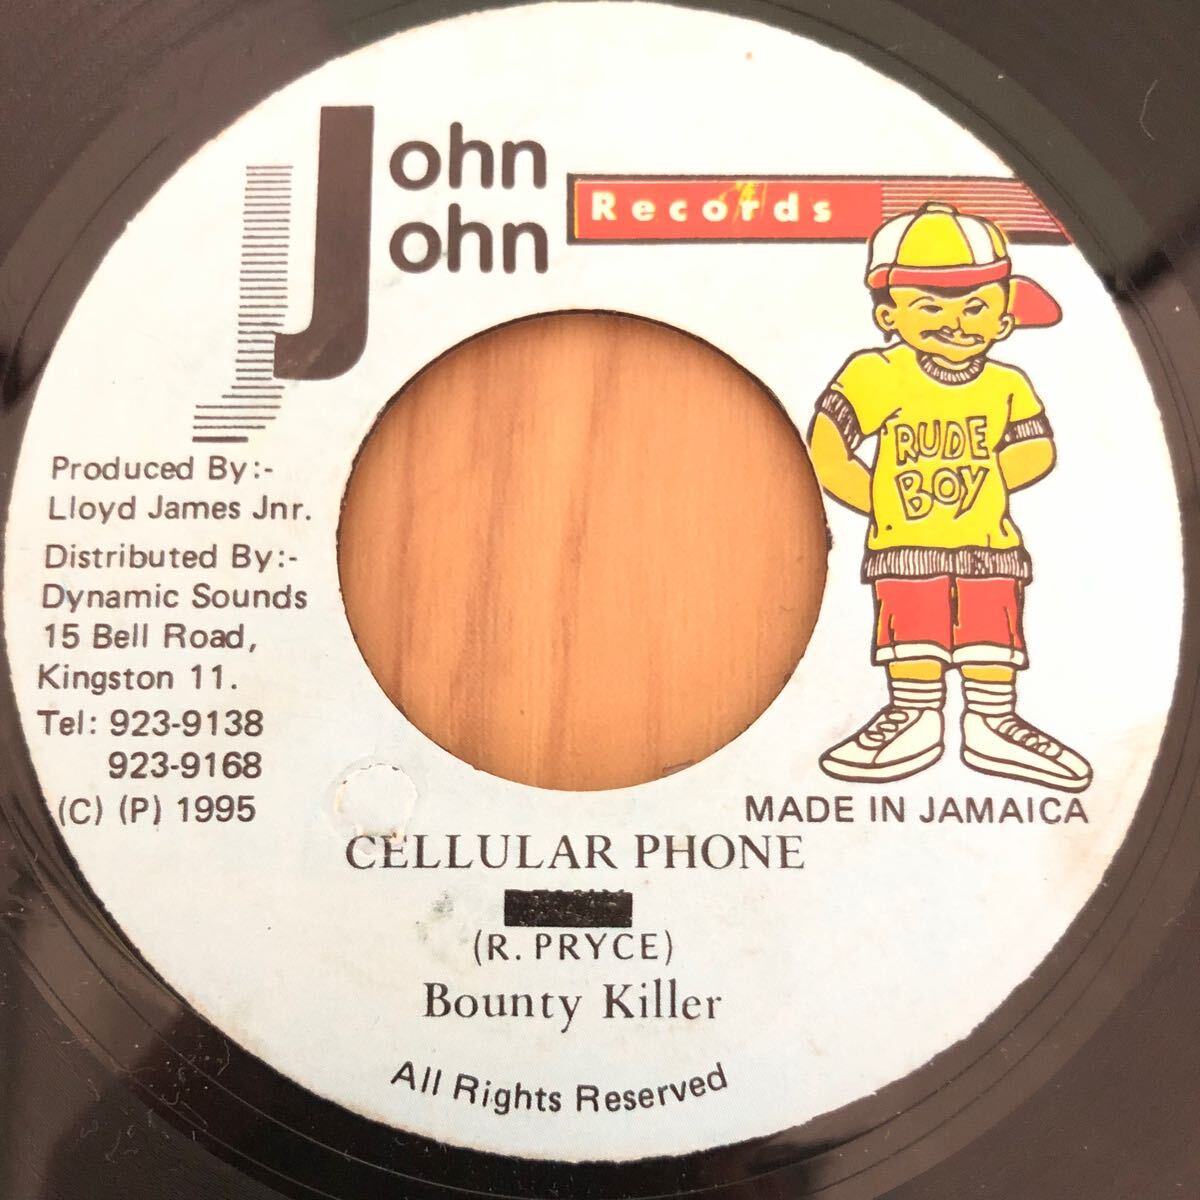 John
John
Records
RUDE
BOY
Produced By:-
Lloyd James Jnr.
Distributed By:-
Dynamic Sounds
15 Bell Road,
Kingston 11.
Tel: 923-9138
923-9168
(C) (P) 1995
MADE IN JAMAICA
CELLULAR PHONE
(R. PRYCE)
Bounty Killer
All Rights Reserved